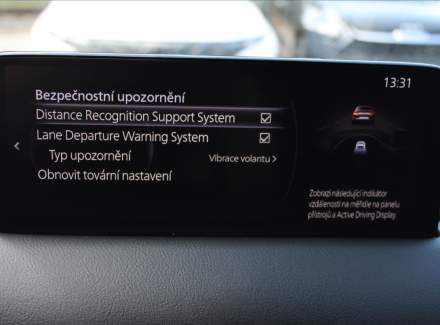 13:31
Bezpečnostní upozornění
Distance Recognition Support System
Lane Departure Warning System
Typ upozornění Vibrace volantu
Obnovit tovární nastavení
Zobrazí následující indikátor
vzdálenosti na měřidle na panelu
přístrojů a Active Driving Display.